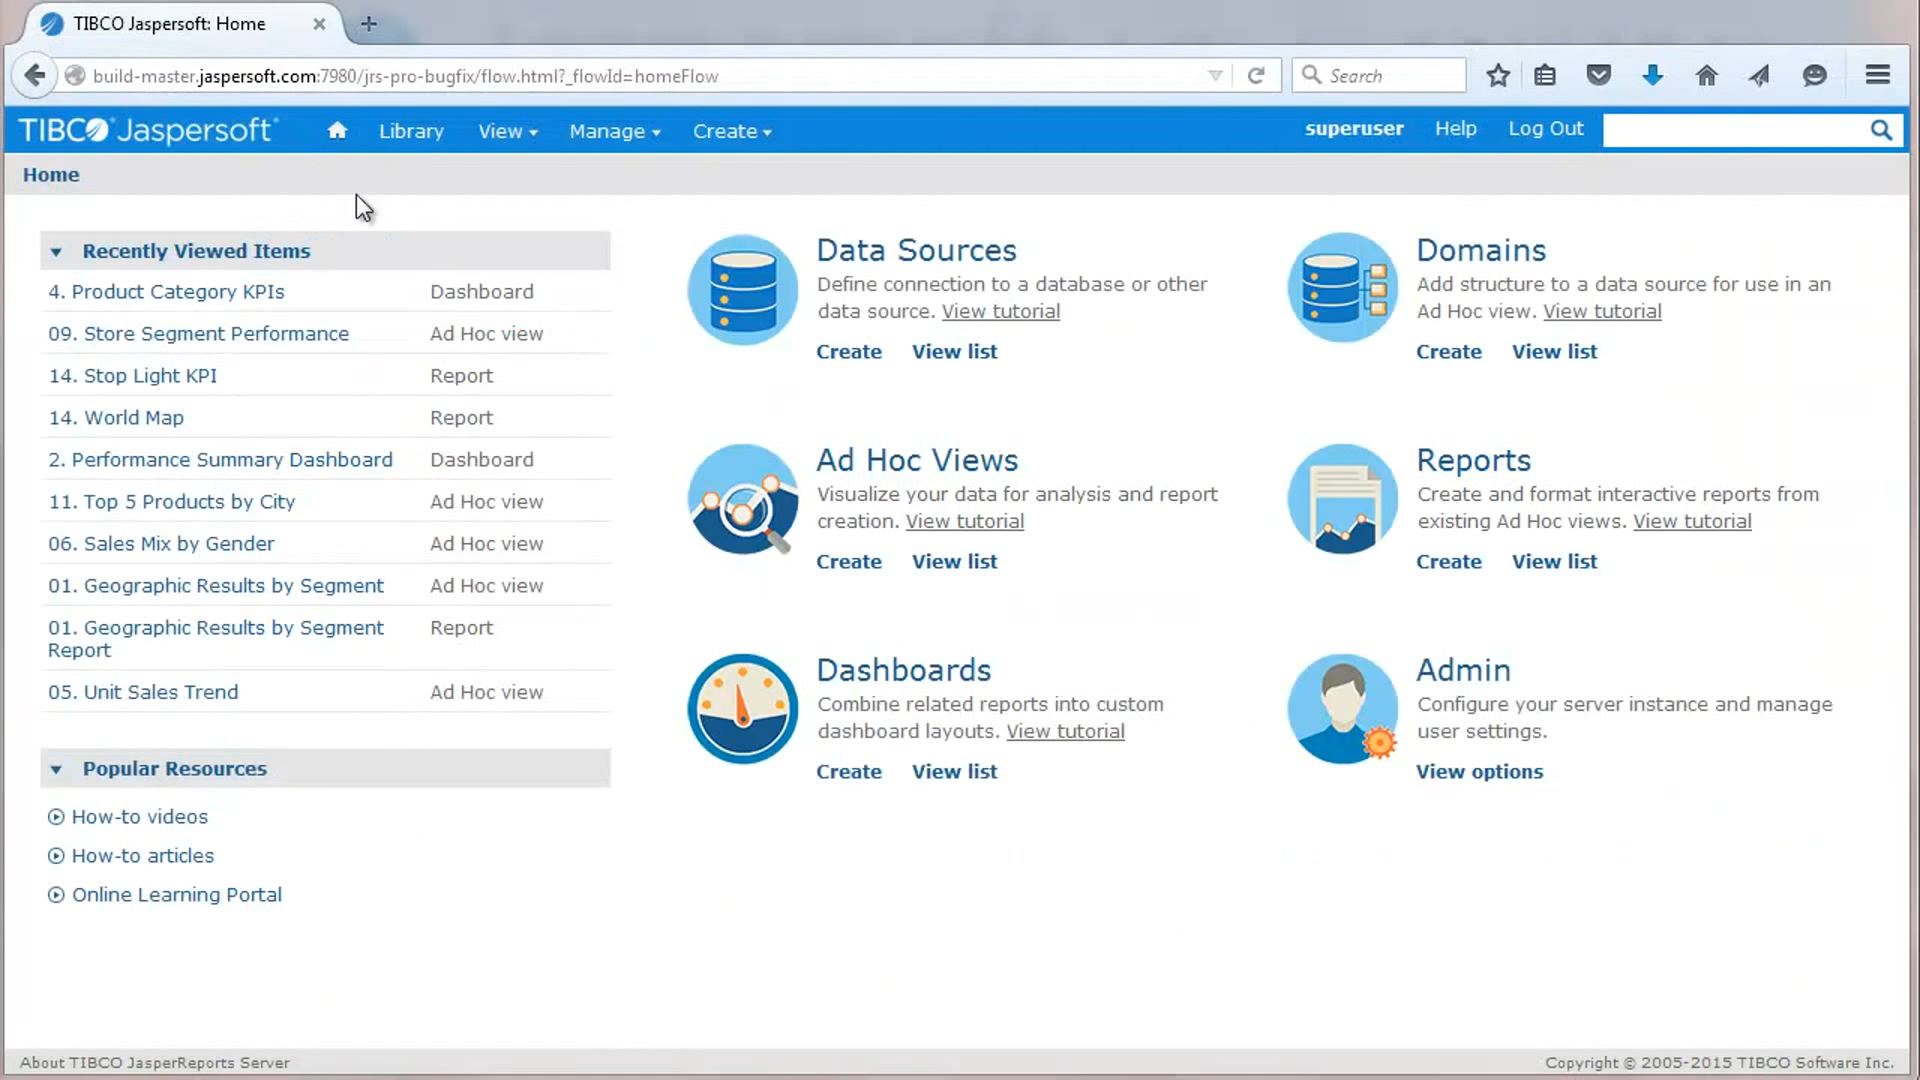 TIBCO Jaspersoft: Home
build-master.jaspersoft.com:7980/jrs-pro-bugfix/flow.html?_flowId=homeFlow
Search
TIBCO Jaspersoft
Library
View
Manage
Create
superuser
Help
Log Out
Home
Recently Viewed Items
4. Product Category KPIs Dashboard
09. Store Segment Performance Ad Hoc view
14. Stop Light KPI Report
14. World Map Report
2. Performance Summary Dashboard Dashboard
11. Top 5 Products by City Ad Hoc view
06. Sales Mix by Gender Ad Hoc view
01. Geographic Results by Segment Ad Hoc view
01. Geographic Results by Segment Report
Report
05. Unit Sales Trend Ad Hoc view
Popular Resources
How-to videos
How-to articles
Online Learning Portal
Data Sources
Define connection to a database or other
data source. View tutorial
Create View list
Domains
Add structure to a data source for use in an
Ad Hoc view. View tutorial
Create View list
Ad Hoc Views
Visualize your data for analysis and report
creation. View tutorial
Create View list
Reports
Create and format interactive reports from
existing Ad Hoc views. View tutorial
Create View list
Dashboards
Combine related reports into custom
dashboard layouts. View tutorial
Create View list
Admin
Configure your server instance and manage
user settings.
View options
About TIBCO JasperReports Server
Copyright © 2005-2015 TIBCO Software Inc.